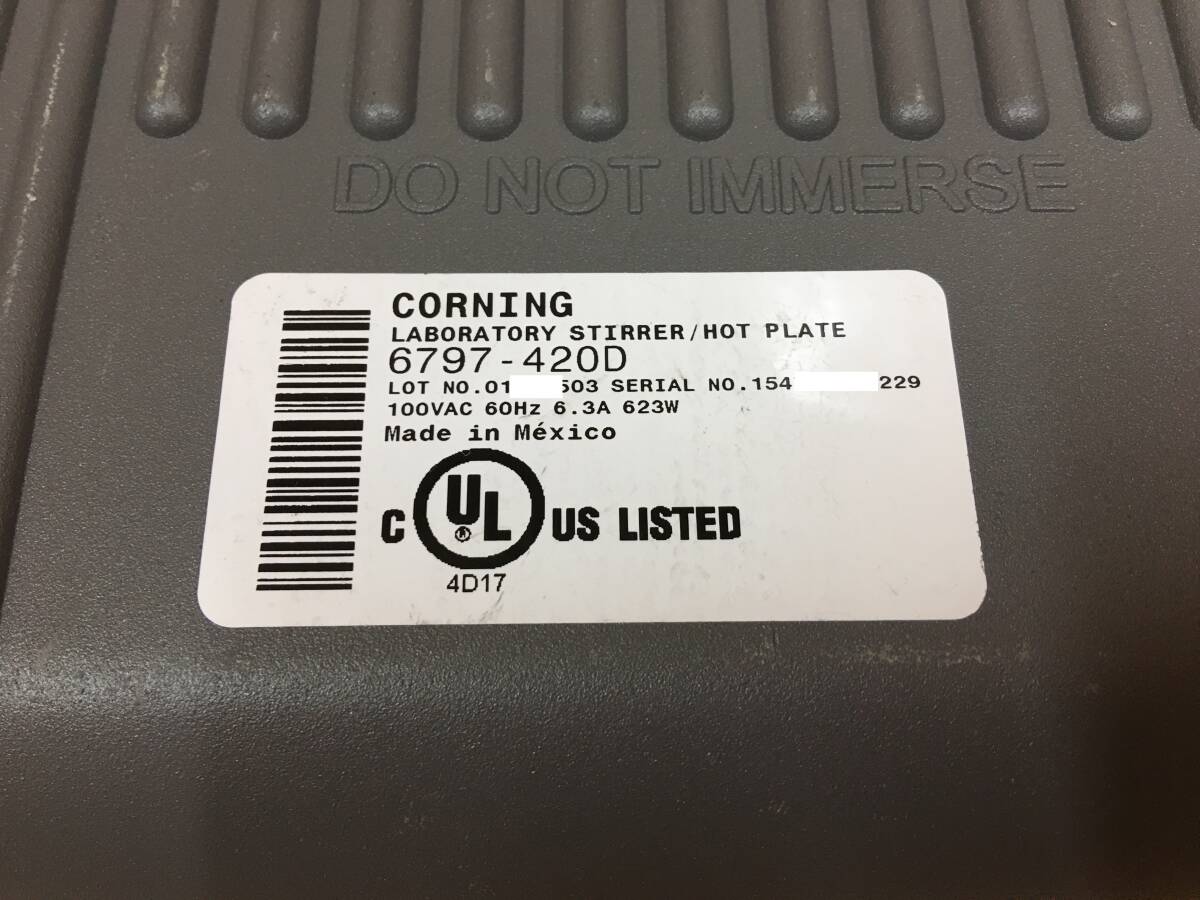 DO NOT IMMERSE
CORNING
LABORATORY STIRRER/HOT PLATE
6797-420D
LOT NO.01 503 SERIAL NO.154 229
100VAC 60Hz 6.3A 623W
Made in México
C UL® US LISTED
4D17